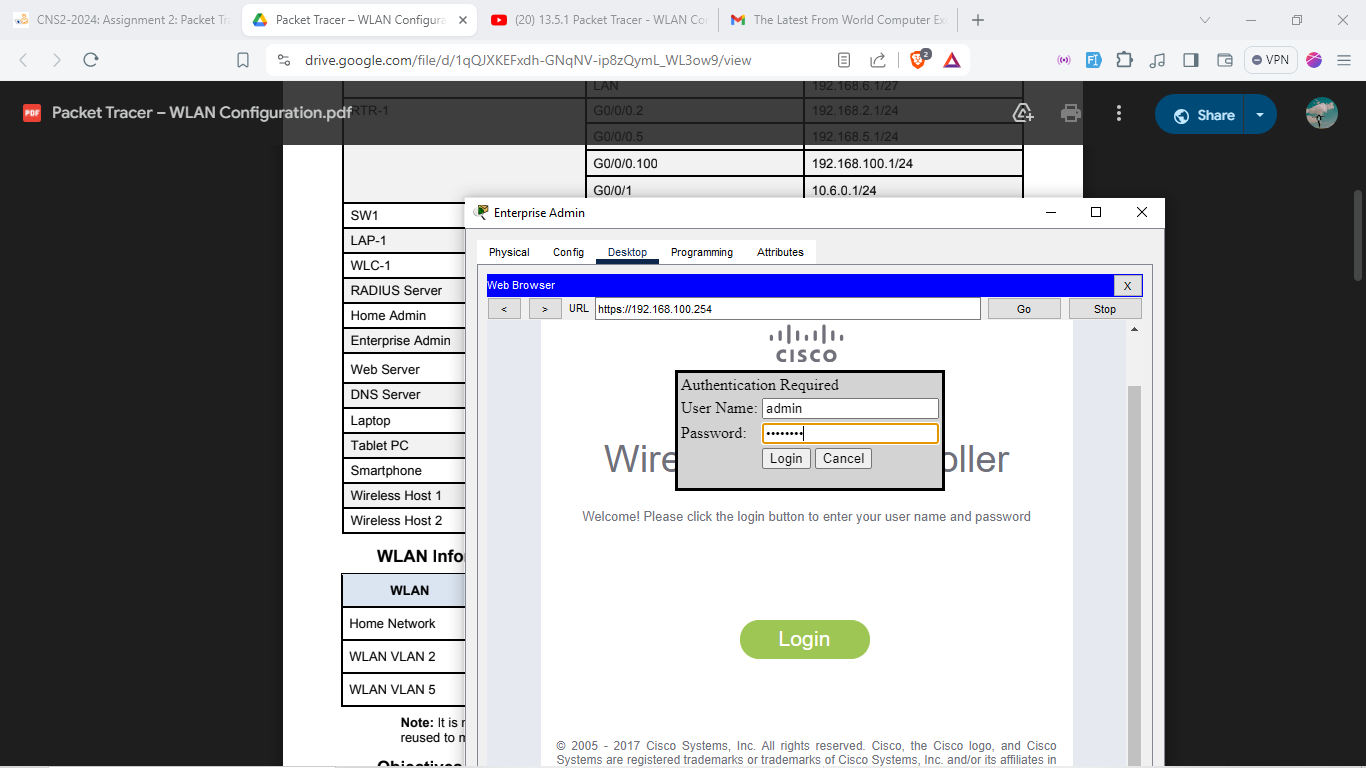 CNS2-2024: Assignment 2: Packet Tra
Packet Tracer – WLAN Configura
(20) 13.5.1 Packet Tracer - WLAN Con
The Latest From World Computer Ex
drive.google.com/file/d/1qQJXKEFxdh-GNqNV-ip8zQymL_WL3ow9/view
2
VPN
PDF
Packet Tracer – WLAN Configuration.pdf
Share
LAN 192.168.6.1/27
RTR-1 G0/0/0.2 192.168.2.1/24
G0/0/0.5 192.168.5.1/24
G0/0/0.100 192.168.100.1/24
G0/0/1 10.6.0.1/24
SW1
LAP-1
WLC-1
RADIUS Server
Home Admin
Enterprise Admin
Web Server
DNS Server
Laptop
Tablet PC
Smartphone
Wireless Host 1
Wireless Host 2
WLAN Info
WLAN
Home Network
WLAN VLAN 2
WLAN VLAN 5
Note: It is r
reused to m
Objectives
Enterprise Admin
Physical Config Desktop Programming Attributes
Web Browser X
< > URL https://192.168.100.254 Go Stop
CISCO
Authentication Required
User Name: admin
Password: ••••••••
Login Cancel
Wire oller
Welcome! Please click the login button to enter your user name and password
Login
© 2005 - 2017 Cisco Systems, Inc. All rights reserved. Cisco, the Cisco logo, and Cisco
Systems are registered trademarks or trademarks of Cisco Systems, Inc. and/or its affiliates in